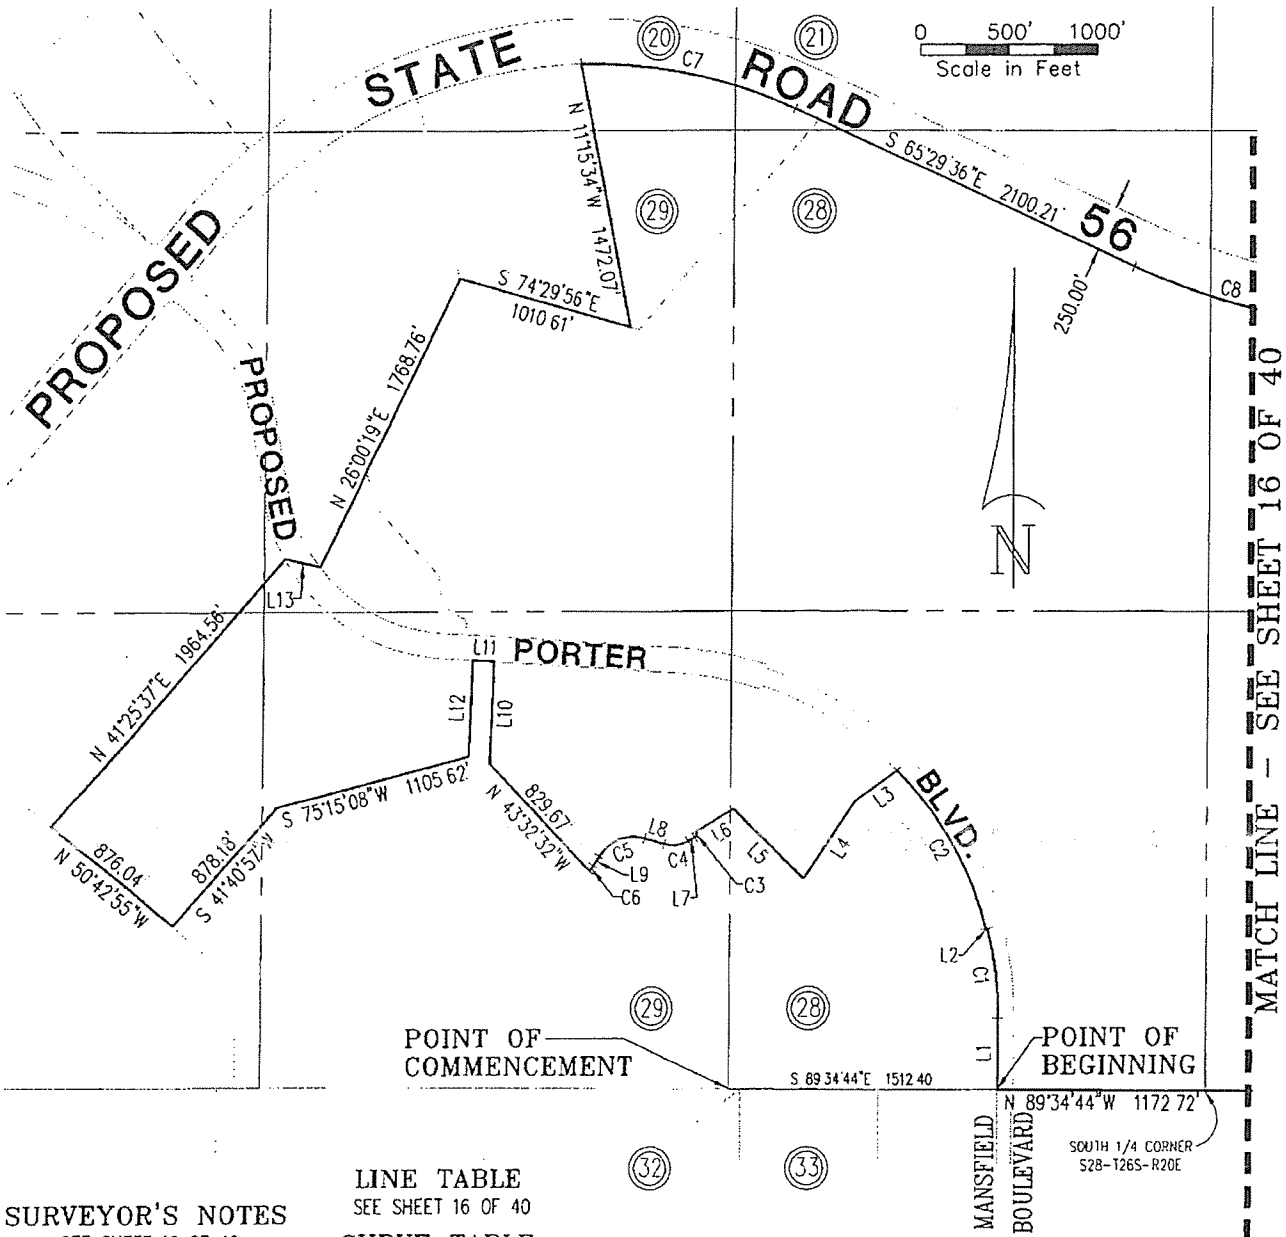 0 500' 1000'
Scale in Feet
20
21
C7
STATE ROAD
56
N 11°15'34"W 1472.07'
S 65°29'36"E 2100.21'
29
28
250.00'
C8
S 74°29'56"E
1010 61'
PROPOSED
PROPOSED
N 26°00'19"E 1768.76'
N
MATCH LINE - SEE SHEET 16 OF 40
L13
N 41°25'37"E 1964.56'
L11
PORTER
L12
L10
BLVD.
L3
S 75°15'08"W 1105 62'
829.67'
N 43°32'32"W
L8
L6
L5
L4
C2
C5
C4
L9
C6
L7
C3
876.04
N 50°42'55"W
878.18'
S 41°40'57"W
L2
C1
29
28
L1
POINT OF
COMMENCEMENT
POINT OF
BEGINNING
S 89 34'44"E 1512 40
N 89°34'44"W 1172 72'
MANSFIELD
BOULEVARD
SOUTH 1/4 CORNER
S28-T26S-R20E
32
33
LINE TABLE
SEE SHEET 16 OF 40
SURVEYOR'S NOTES